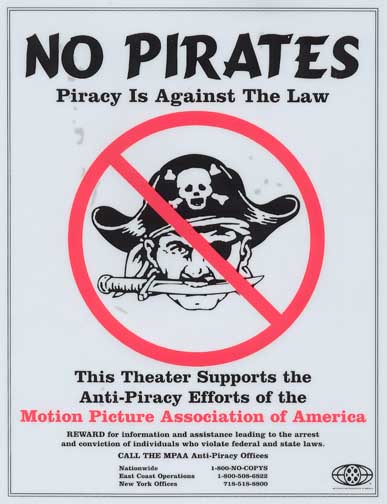 NO PIRATES
Piracy Is Against The Law
This Theater Supports the
Anti-Piracy Efforts of the
Motion Picture Association of America
REWARD for information and assistance leading to the arrest
and conviction of individuals who violate federal and state laws.
CALL THE MPAA Anti-Piracy Offices
Nationwide 1-800-NO-COPYS
East Coast Operations 1-800-508-6822
New York Offices 718-518-8800